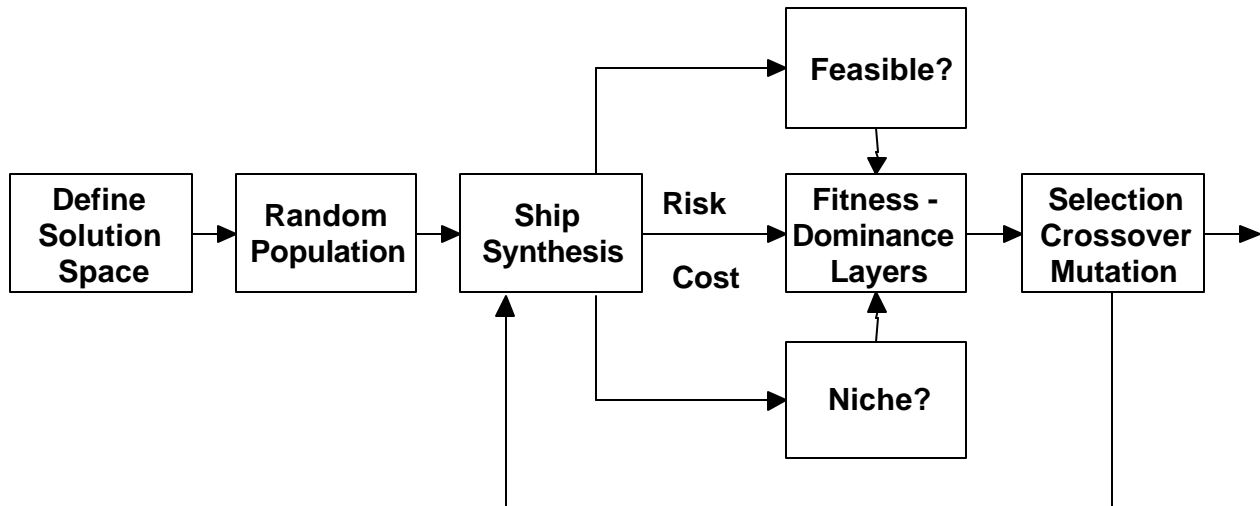 Feasible?
Define
Solution
Space
Random
Population
Ship
Synthesis
Risk
Cost
Fitness -
Dominance
Layers
Selection
Crossover
Mutation
Niche?